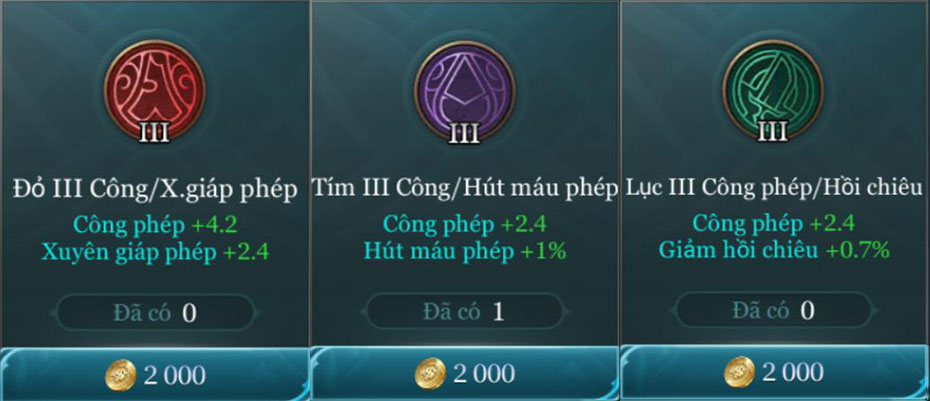 III
Đỏ III Công/X.giáp phép
Công phép +4.2
Xuyên giáp phép +2.4
Đã có 0
2 000
III
Tím III Công/Hút máu phép
Công phép +2.4
Hút máu phép +1%
Đã có 1
2 000
III
Lục III Công phép/Hồi chiêu
Công phép +2.4
Giảm hồi chiêu +0.7%
Đã có 0
2 000